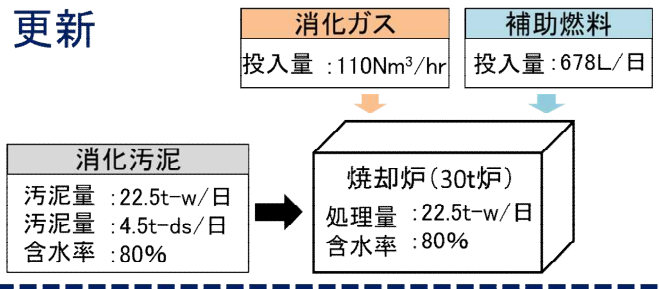 更新
消化ガス
投入量 :110Nm³/hr
補助燃料
投入量:678L/日
消化汚泥
汚泥量 :22.5t-w/日
汚泥量 :4.5t-ds/日
含水率 :80%
焼却炉(30t炉)
処理量 :22.5t-w/日
含水率 :80%